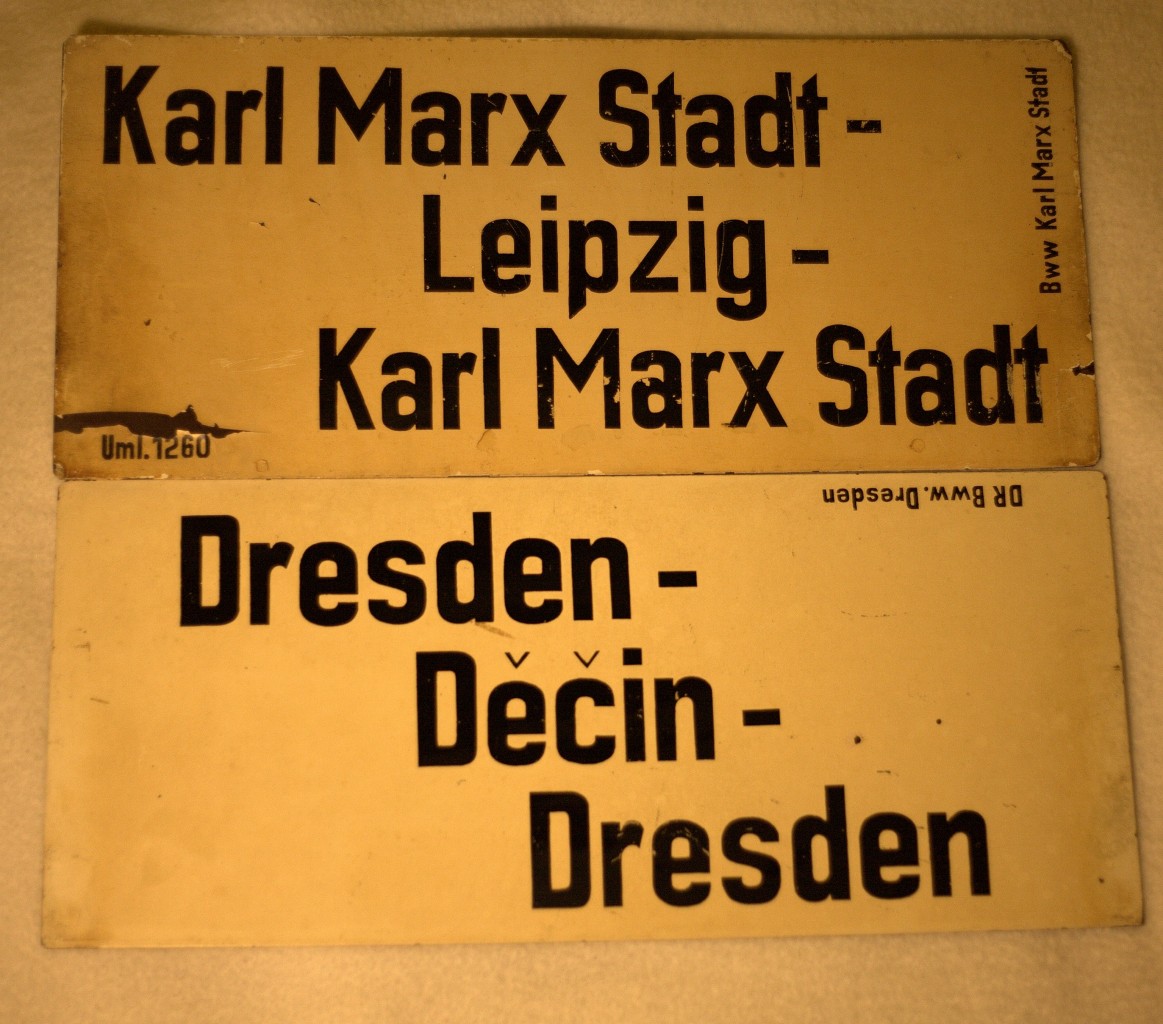 Karl Marx Stadt -
Leipzig -
Karl Marx Stadt
Bww Karl Marx Stadt
Uml. 1260
DR Bww. Dresden
Dresden -
Děčin -
Dresden